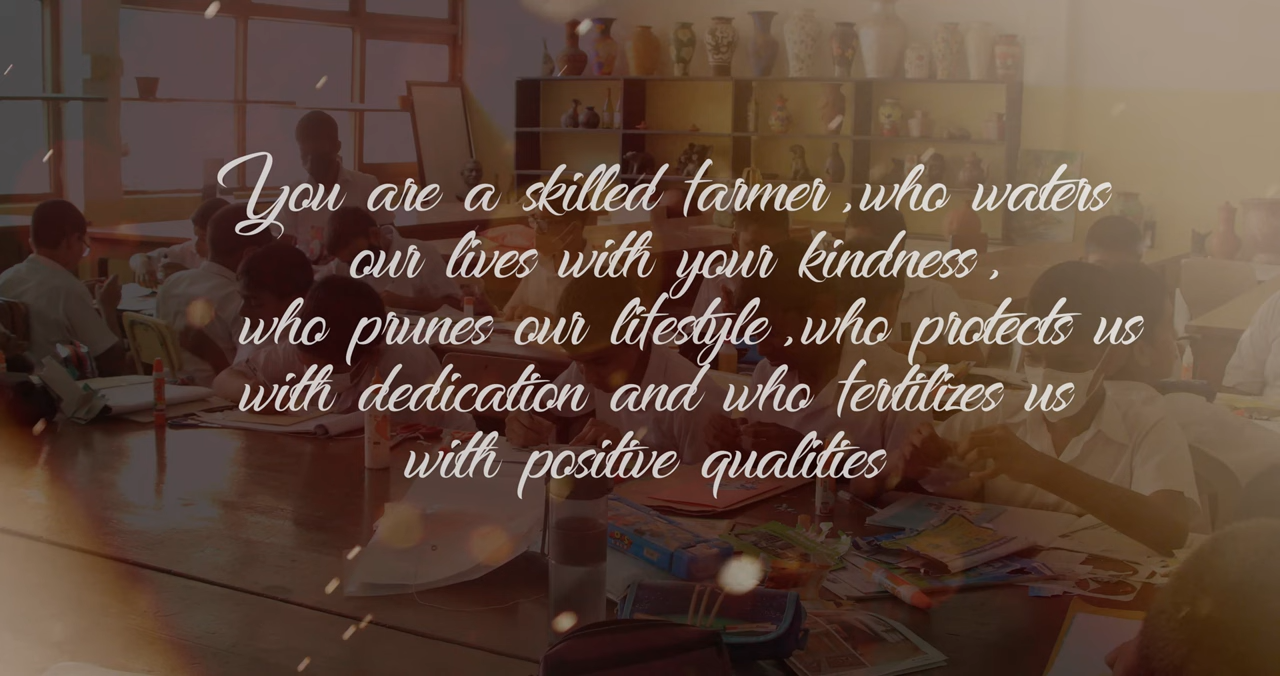 You are a skilled farmer ,who waters
our lives with your kindness ,
who prunes our lifestyle ,who protects us
with dedication and who fertilizes us
with positive qualities